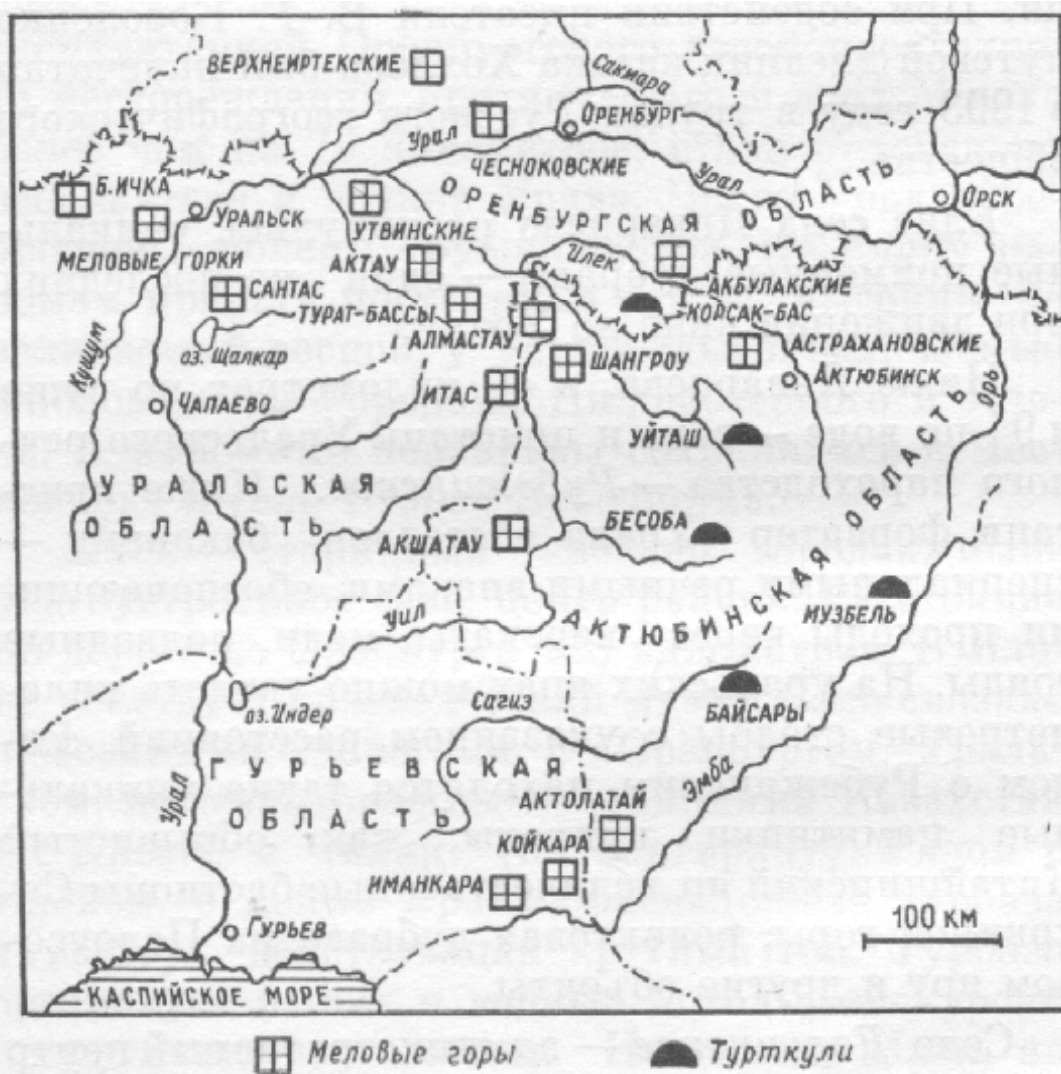 ВЕРХНЕИРТЕКСКИЕ
Сакмара
ОРЕНБУРГ
Урал
ЧЕСНОКОВСКИЕ
Урал
Б.ИЧКА
ОРЕНБУРГСКАЯ ОБЛАСТЬ
ОРСК
УРАЛЬСК
УТВИНСКИЕ
МЕЛОВЫЕ ГОРКИ
АКТАУ
Илек
САНТАС
АКБУЛАКСКИЕ
ТУРАТ-БАССЫ
КОРСАК-БАС
АЛМАСТАУ
АСТРАХАНОВСКИЕ
оз. Шалкар
ШАНГРОУ
АКТЮБИНСК
Кушум
Орь
ЧАПАЕВО
ИТАС
УЙТАШ
УРАЛЬСКАЯ
ОБЛАСТЬ
БЕСОБА
АКШАТАУ
АКТЮБИНСКАЯ ОБЛАСТЬ
ИУЗБЕЛЬ
Уил
оз. Индер
Сагиз
БАЙСАРЫ
Урал
ГУРЬЕВСКАЯ
ОБЛАСТЬ
Эмба
АКТОЛАТАЙ
КОЙКАРА
ИМАНКАРА
ГУРЬЕВ
100 км
КАСПИЙСКОЕ МОРЕ
Меловые горы
Турткули